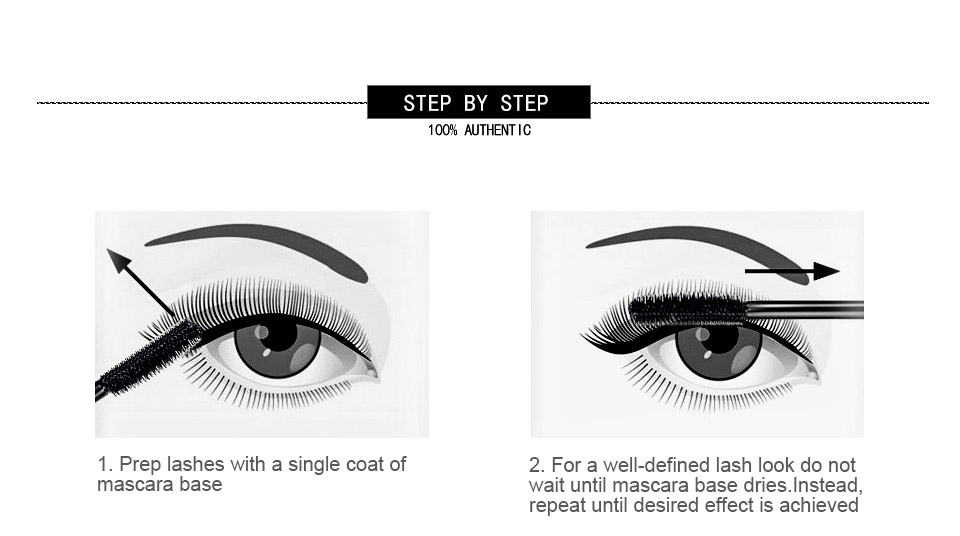 STEP BY STEP
100% AUTHENTIC
1. Prep lashes with a single coat of
mascara base
2. For a well-defined lash look do not
wait until mascara base dries.Instead,
repeat until desired effect is achieved